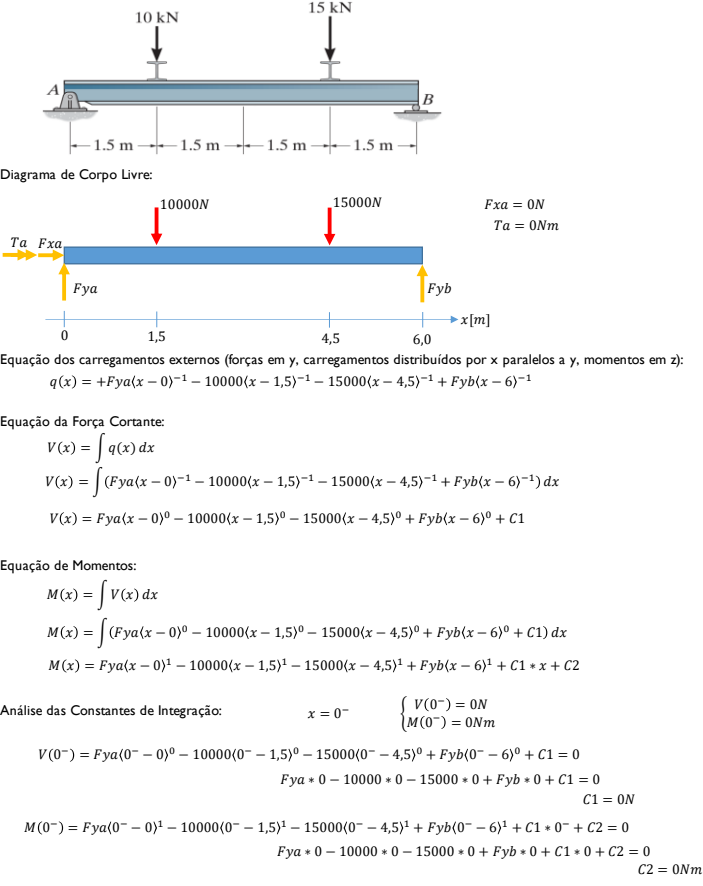 10 kN
15 kN
A
B
1.5 m
1.5 m
1.5 m
1.5 m
Diagrama de Corpo Livre:
10000N
15000N
Fxa = 0N
Ta = 0Nm
Ta Fxa
Fya
Fyb
x[m]
0
1,5
4,5
6,0
Equação dos carregamentos externos (forças em y, carregamentos distribuídos por x paralelos a y, momentos em z):
q(x) = +Fya⟨x − 0⟩⁻¹ − 10000⟨x − 1,5⟩⁻¹ − 15000⟨x − 4,5⟩⁻¹ + Fyb⟨x − 6⟩⁻¹
Equação da Força Cortante:
V(x) = ∫ q(x) dx
V(x) = ∫(Fya⟨x − 0⟩⁻¹ − 10000⟨x − 1,5⟩⁻¹ − 15000⟨x − 4,5⟩⁻¹ + Fyb⟨x − 6⟩⁻¹) dx
V(x) = Fya⟨x − 0⟩⁰ − 10000⟨x − 1,5⟩⁰ − 15000⟨x − 4,5⟩⁰ + Fyb⟨x − 6⟩⁰ + C1
Equação de Momentos:
M(x) = ∫ V(x) dx
M(x) = ∫(Fya⟨x − 0⟩⁰ − 10000⟨x − 1,5⟩⁰ − 15000⟨x − 4,5⟩⁰ + Fyb⟨x − 6⟩⁰ + C1) dx
M(x) = Fya⟨x − 0⟩¹ − 10000⟨x − 1,5⟩¹ − 15000⟨x − 4,5⟩¹ + Fyb⟨x − 6⟩¹ + C1 ∗ x + C2
Análise das Constantes de Integração:
x = 0⁻
{ V(0⁻) = 0N
M(0⁻) = 0Nm
V(0⁻) = Fya⟨0⁻ − 0⟩⁰ − 10000⟨0⁻ − 1,5⟩⁰ − 15000⟨0⁻ − 4,5⟩⁰ + Fyb⟨0⁻ − 6⟩⁰ + C1 = 0
Fya ∗ 0 − 10000 ∗ 0 − 15000 ∗ 0 + Fyb ∗ 0 + C1 = 0
C1 = 0N
M(0⁻) = Fya⟨0⁻ − 0⟩¹ − 10000⟨0⁻ − 1,5⟩¹ − 15000⟨0⁻ − 4,5⟩¹ + Fyb⟨0⁻ − 6⟩¹ + C1 ∗ 0⁻ + C2 = 0
Fya ∗ 0 − 10000 ∗ 0 − 15000 ∗ 0 + Fyb ∗ 0 + C1 ∗ 0 + C2 = 0
C2 = 0Nm